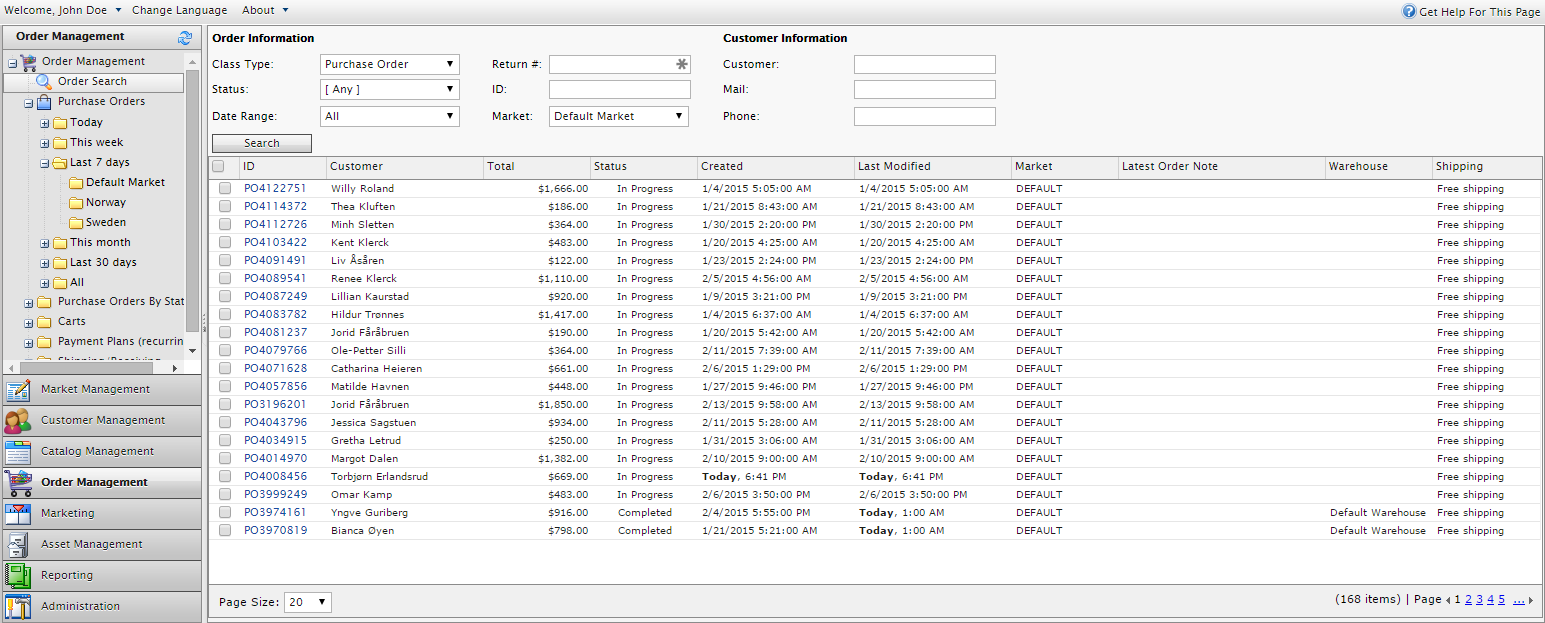 Welcome, John Doe Change Language About Get Help For This Page
Order Management
Order Management
Order Search
Purchase Orders
Today
This week
Last 7 days
Default Market
Norway
Sweden
This month
Last 30 days
All
Purchase Orders By Stat
Carts
Payment Plans (recurrin
Market Management
Customer Management
Catalog Management
Order Management
Marketing
Asset Management
Reporting
Administration
Order Information Customer Information
Class Type: Purchase Order Return #: Customer:
Status: [ Any ] ID: Mail:
Date Range: All Market: Default Market Phone:
Search
ID Customer Total Status Created Last Modified Market Latest Order Note Warehouse Shipping
PO4122751 Willy Roland $1,666.00 In Progress 1/4/2015 5:05:00 AM 1/4/2015 5:05:00 AM DEFAULT Free shipping
PO4114372 Thea Kluften $186.00 In Progress 1/21/2015 8:43:00 AM 1/21/2015 8:43:00 AM DEFAULT Free shipping
PO4112726 Minh Sletten $364.00 In Progress 1/30/2015 2:20:00 PM 1/30/2015 2:20:00 PM DEFAULT Free shipping
PO4103422 Kent Klerck $483.00 In Progress 1/20/2015 4:25:00 AM 1/20/2015 4:25:00 AM DEFAULT Free shipping
PO4091491 Liv Åsåren $122.00 In Progress 1/23/2015 2:24:00 PM 1/23/2015 2:24:00 PM DEFAULT Free shipping
PO4089541 Renee Klerck $1,110.00 In Progress 2/5/2015 4:56:00 AM 2/5/2015 4:56:00 AM DEFAULT Free shipping
PO4087249 Lillian Kaurstad $920.00 In Progress 1/9/2015 3:21:00 PM 1/9/2015 3:21:00 PM DEFAULT Free shipping
PO4083782 Hildur Trønnes $1,417.00 In Progress 1/4/2015 6:37:00 AM 1/4/2015 6:37:00 AM DEFAULT Free shipping
PO4081237 Jorid Fåråbruen $190.00 In Progress 1/20/2015 5:42:00 AM 1/20/2015 5:42:00 AM DEFAULT Free shipping
PO4079766 Ole-Petter Silli $364.00 In Progress 2/11/2015 7:39:00 AM 2/11/2015 7:39:00 AM DEFAULT Free shipping
PO4071628 Catharina Heieren $661.00 In Progress 2/6/2015 1:29:00 PM 2/6/2015 1:29:00 PM DEFAULT Free shipping
PO4057856 Matilde Havnen $448.00 In Progress 1/27/2015 9:46:00 PM 1/27/2015 9:46:00 PM DEFAULT Free shipping
PO3196201 Jorid Fåråbruen $1,850.00 In Progress 2/13/2015 9:58:00 AM 2/13/2015 9:58:00 AM DEFAULT Free shipping
PO4043796 Jessica Sagstuen $934.00 In Progress 2/11/2015 5:28:00 AM 2/11/2015 5:28:00 AM DEFAULT Free shipping
PO4034915 Gretha Letrud $250.00 In Progress 1/31/2015 3:06:00 AM 1/31/2015 3:06:00 AM DEFAULT Free shipping
PO4014970 Margot Dalen $1,382.00 In Progress 2/10/2015 9:00:00 AM 2/10/2015 9:00:00 AM DEFAULT Free shipping
PO4008456 Torbjørn Erlandsrud $669.00 In Progress Today, 6:41 PM Today, 6:41 PM DEFAULT Free shipping
PO3999249 Omar Kamp $483.00 In Progress 2/6/2015 3:50:00 PM 2/6/2015 3:50:00 PM DEFAULT Free shipping
PO3974161 Yngve Guriberg $916.00 Completed 2/4/2015 5:55:00 PM Today, 1:00 AM DEFAULT Default Warehouse Free shipping
PO3970819 Bianca Øyen $798.00 Completed 1/21/2015 5:21:00 AM Today, 1:00 AM DEFAULT Default Warehouse Free shipping
Page Size: 20 (168 items) | Page 1 2 3 4 5 ...